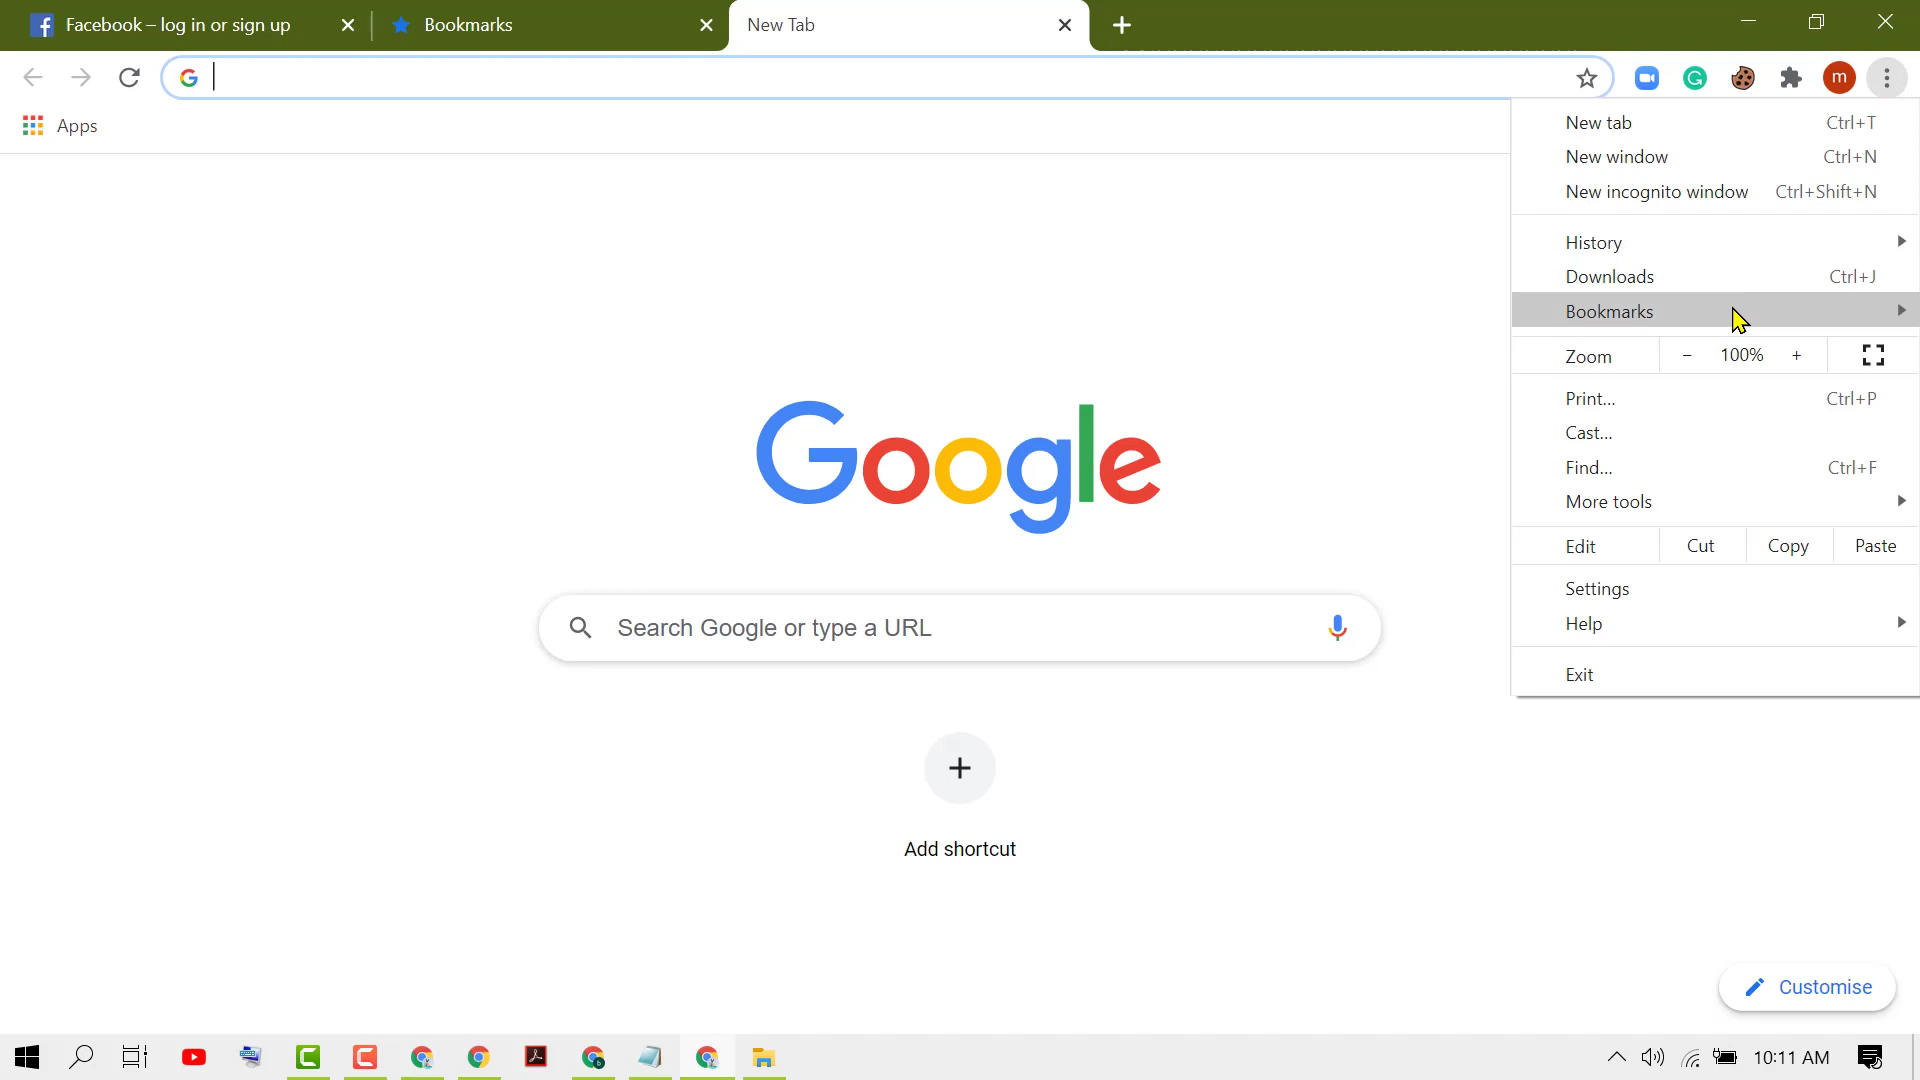 Facebook – log in or sign up
Bookmarks
New Tab
m
Apps
New tab Ctrl+T
New window Ctrl+N
New incognito window Ctrl+Shift+N
History
Downloads Ctrl+J
Bookmarks
Zoom − 100% +
Print... Ctrl+P
Cast...
Find... Ctrl+F
More tools
Edit Cut Copy Paste
Settings
Help
Exit
Google
Search Google or type a URL
Add shortcut
Customise
10:11 AM